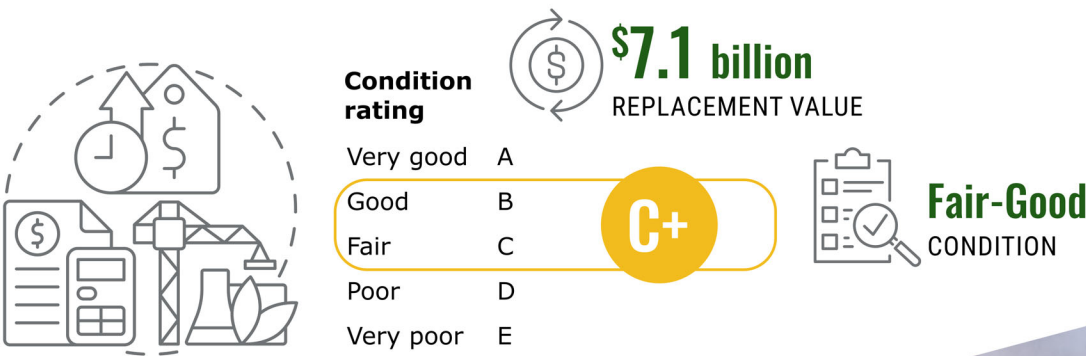 $7.1 billion
REPLACEMENT VALUE
Condition
rating
Very good A
Good B
Fair C
Poor D
Very poor E
C+
Fair-Good
CONDITION
$
$
$